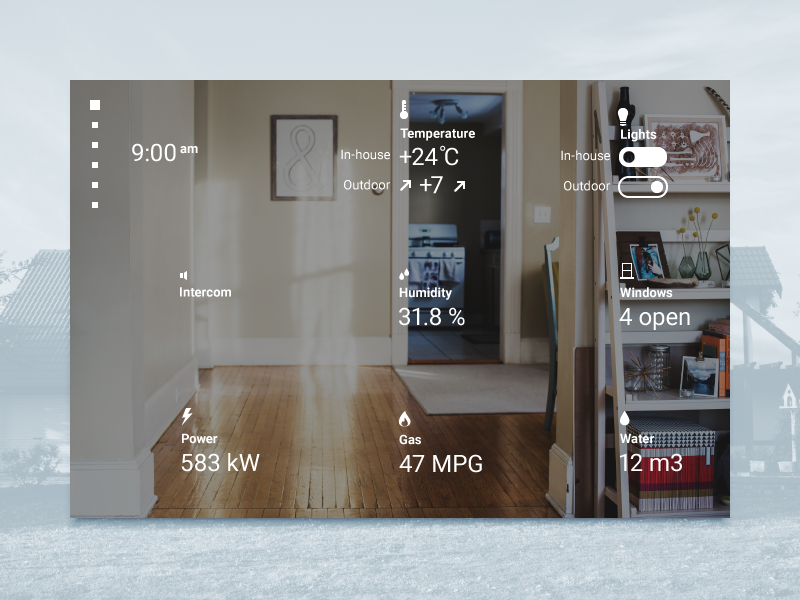 9:00 am
Temperature
In-house +24°C
Outdoor +7
Lights
In-house
Outdoor
Intercom
Humidity
31.8 %
Windows
4 open
Power
583 kW
Gas
47 MPG
Water
12 m3